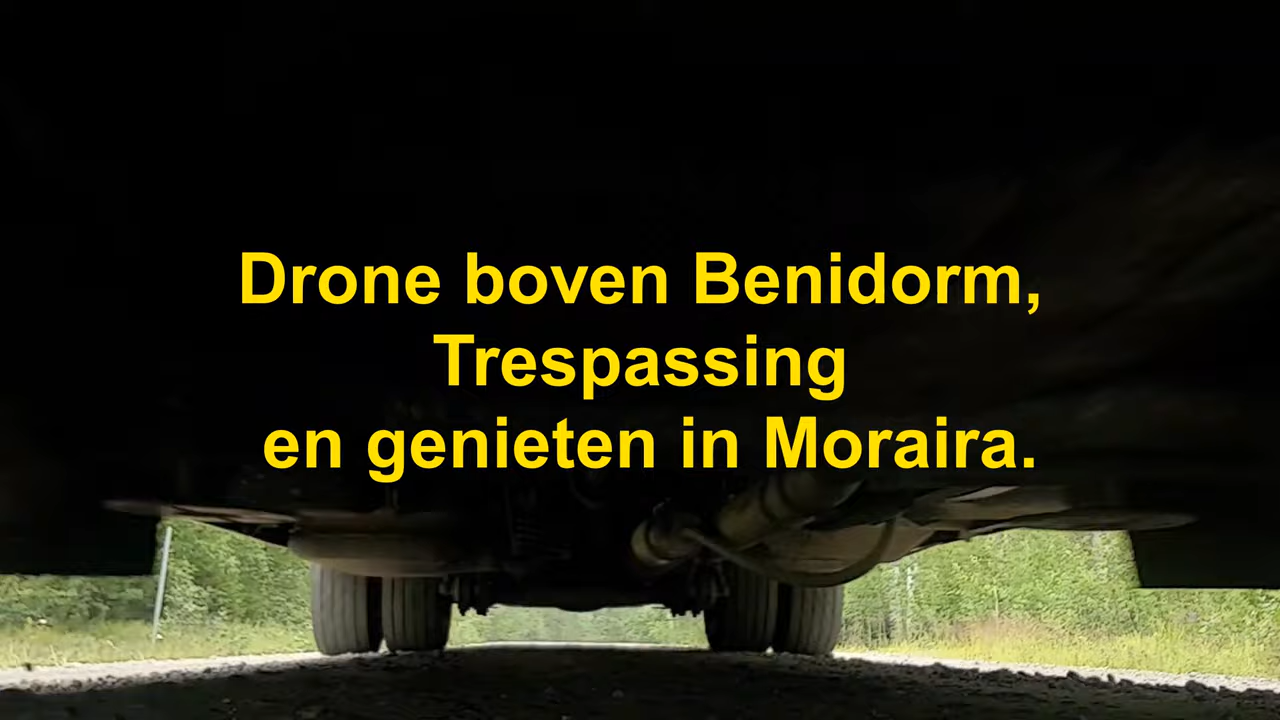 Drone boven Benidorm,
Trespassing
en genieten in Moraira.